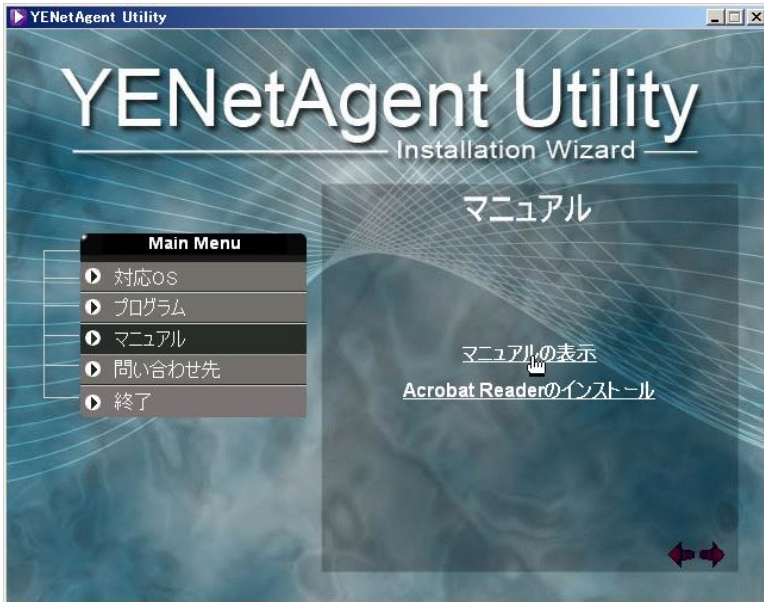 YENetAgent Utility
YENetAgent Utility
Installation Wizard
マニュアル
Main Menu
対応OS
プログラム
マニュアル
問い合わせ先
終了
マニュアルの表示
Acrobat Readerのインストール